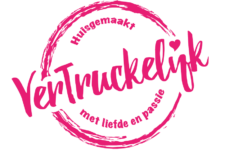 Huisgemaakt
VerTruckelijk
met liefde en passie